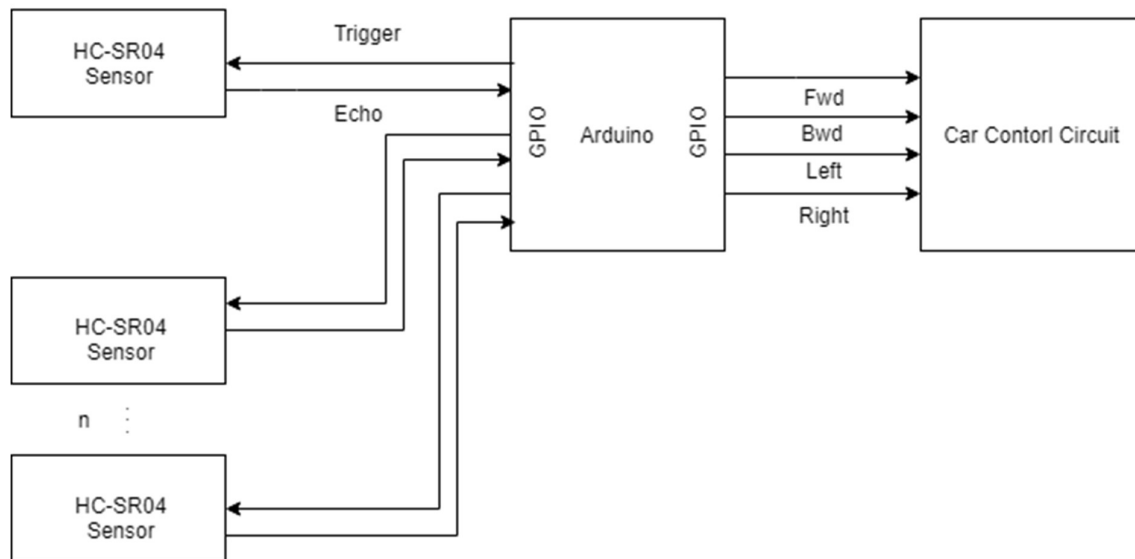 HC-SR04
Sensor
Trigger
Echo
GPIO
Arduino
GPIO
Fwd
Bwd
Left
Right
Car Contorl Circuit
HC-SR04
Sensor
n
HC-SR04
Sensor